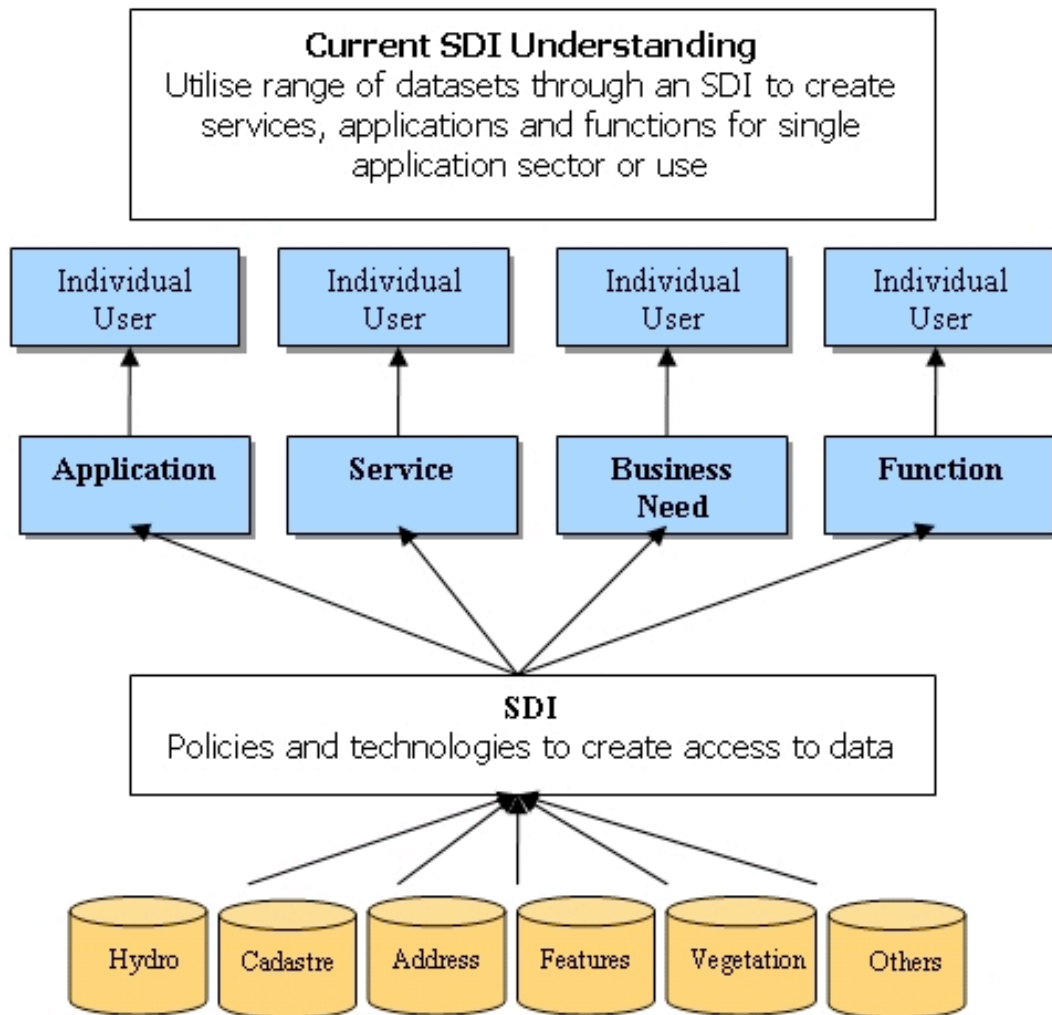 Current SDI Understanding
Utilise range of datasets through an SDI to create
services, applications and functions for single
application sector or use
Individual
User
Individual
User
Individual
User
Individual
User
Application
Service
Business
Need
Function
SDI
Policies and technologies to create access to data
Hydro
Cadastre
Address
Features
Vegetation
Others